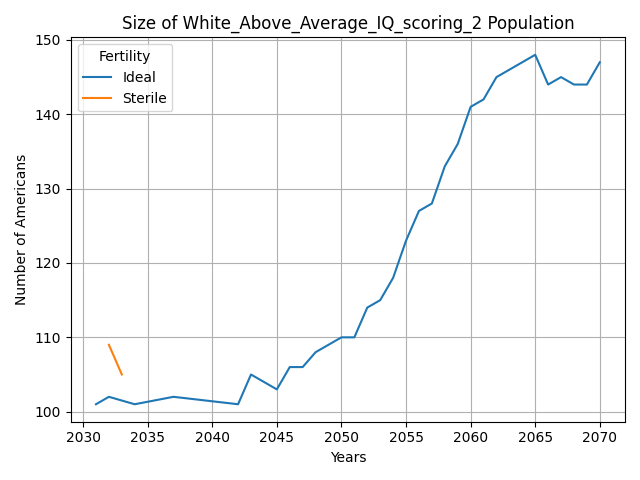 Size of White_Above_Average_IQ_scoring_2 Population
Fertility
Ideal
Sterile
Number of Americans
150
140
130
120
110
100
2030 2035 2040 2045 2050 2055 2060 2065 2070
Years